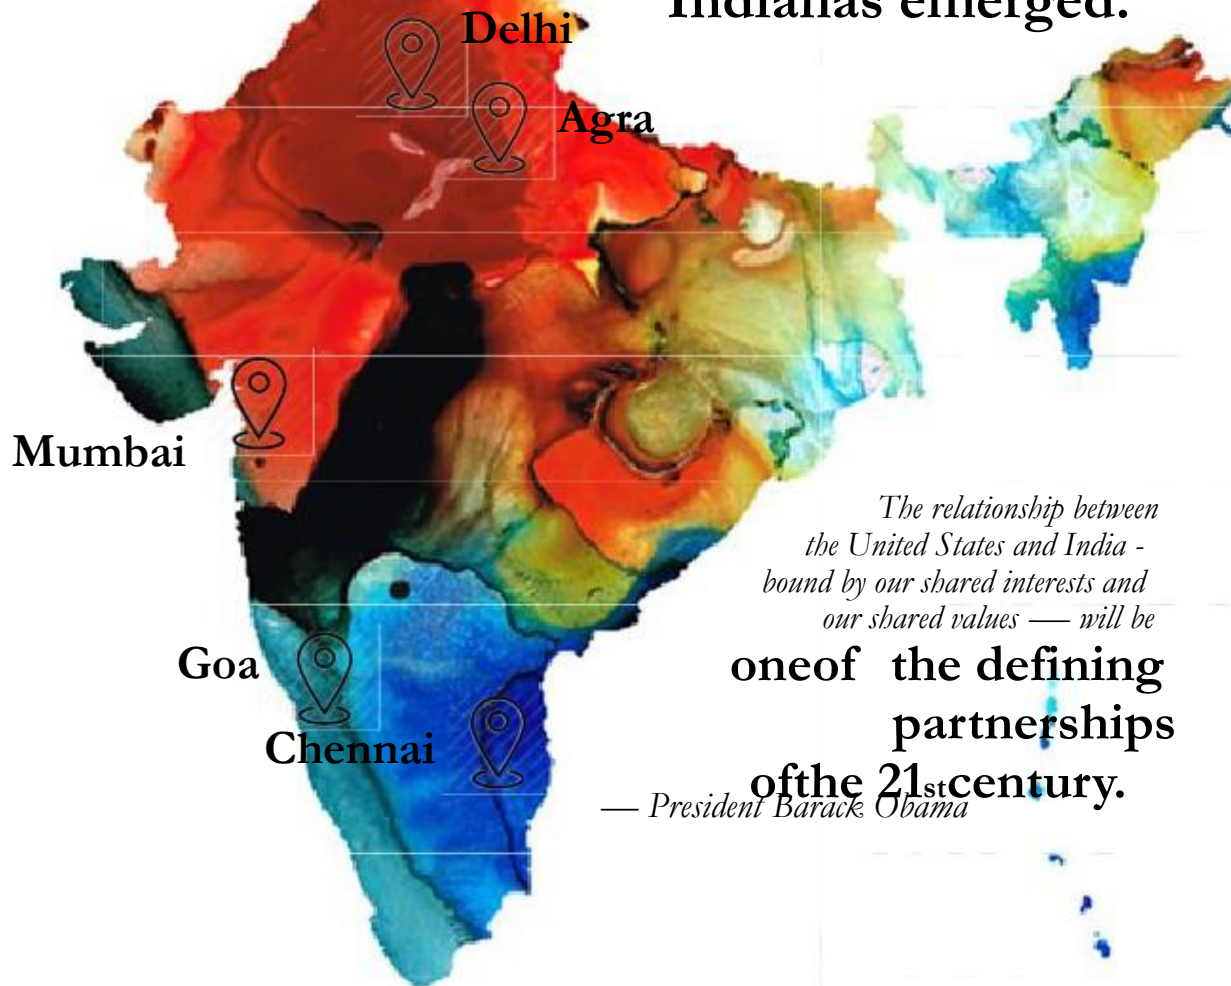 Indiahas emerged.
Delhi
Agra
Mumbai
The relationship between
the United States and India -
bound by our shared interests and
our shared values — will be
oneof the defining
partnerships
ofthe 21stcentury.
— President Barack Obama
Goa
Chennai